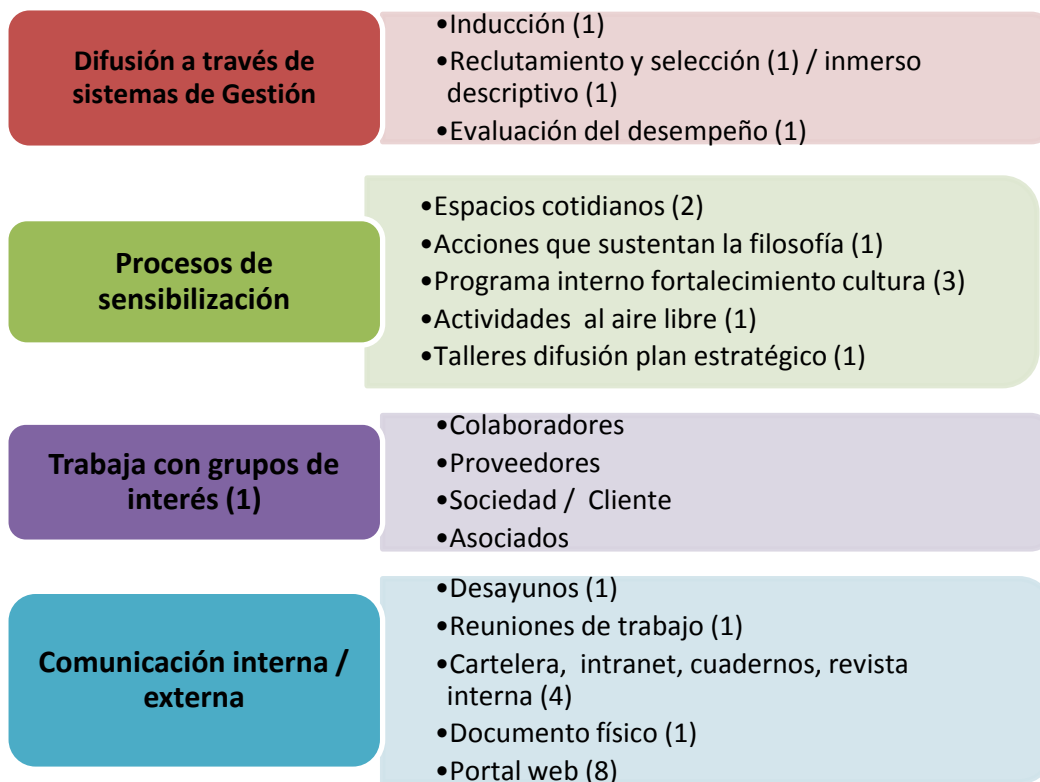 Difusión a través de
sistemas de Gestión
•Inducción (1)
•Reclutamiento y selección (1) / inmerso
descriptivo (1)
•Evaluación del desempeño (1)
Procesos de
sensibilización
•Espacios cotidianos (2)
•Acciones que sustentan la filosofía (1)
•Programa interno fortalecimiento cultura (3)
•Actividades al aire libre (1)
•Talleres difusión plan estratégico (1)
Trabaja con grupos de
interés (1)
•Colaboradores
•Proveedores
•Sociedad / Cliente
•Asociados
Comunicación interna /
externa
•Desayunos (1)
•Reuniones de trabajo (1)
•Cartelera, intranet, cuadernos, revista
interna (4)
•Documento físico (1)
•Portal web (8)